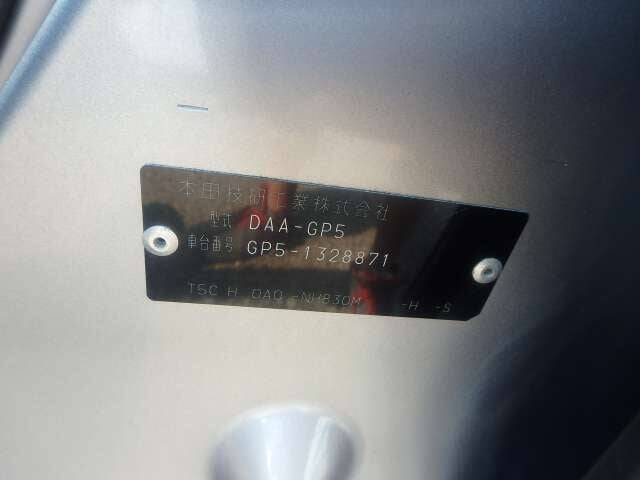 本田技研工業株式会社
型式 DAA-GP5
車台番号 GP5-1328871
T5C H DAQ -NH830M -H -S